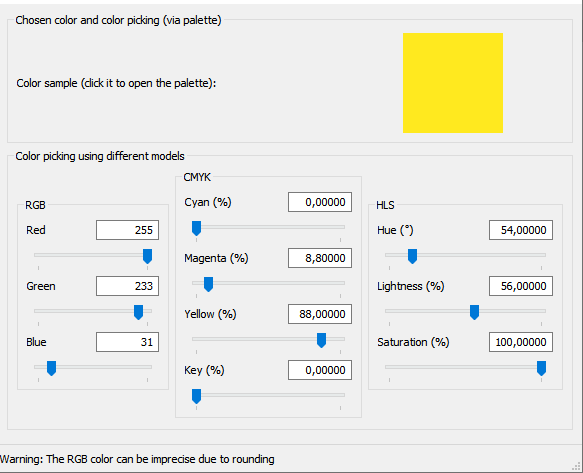 Chosen color and color picking (via palette)
Color sample (click it to open the palette):
Color picking using different models
RGB
Red 255
Green 233
Blue 31
CMYK
Cyan (%) 0,00000
Magenta (%) 8,80000
Yellow (%) 88,00000
Key (%) 0,00000
HLS
Hue (°) 54,00000
Lightness (%) 56,00000
Saturation (%) 100,00000
Warning: The RGB color can be imprecise due to rounding